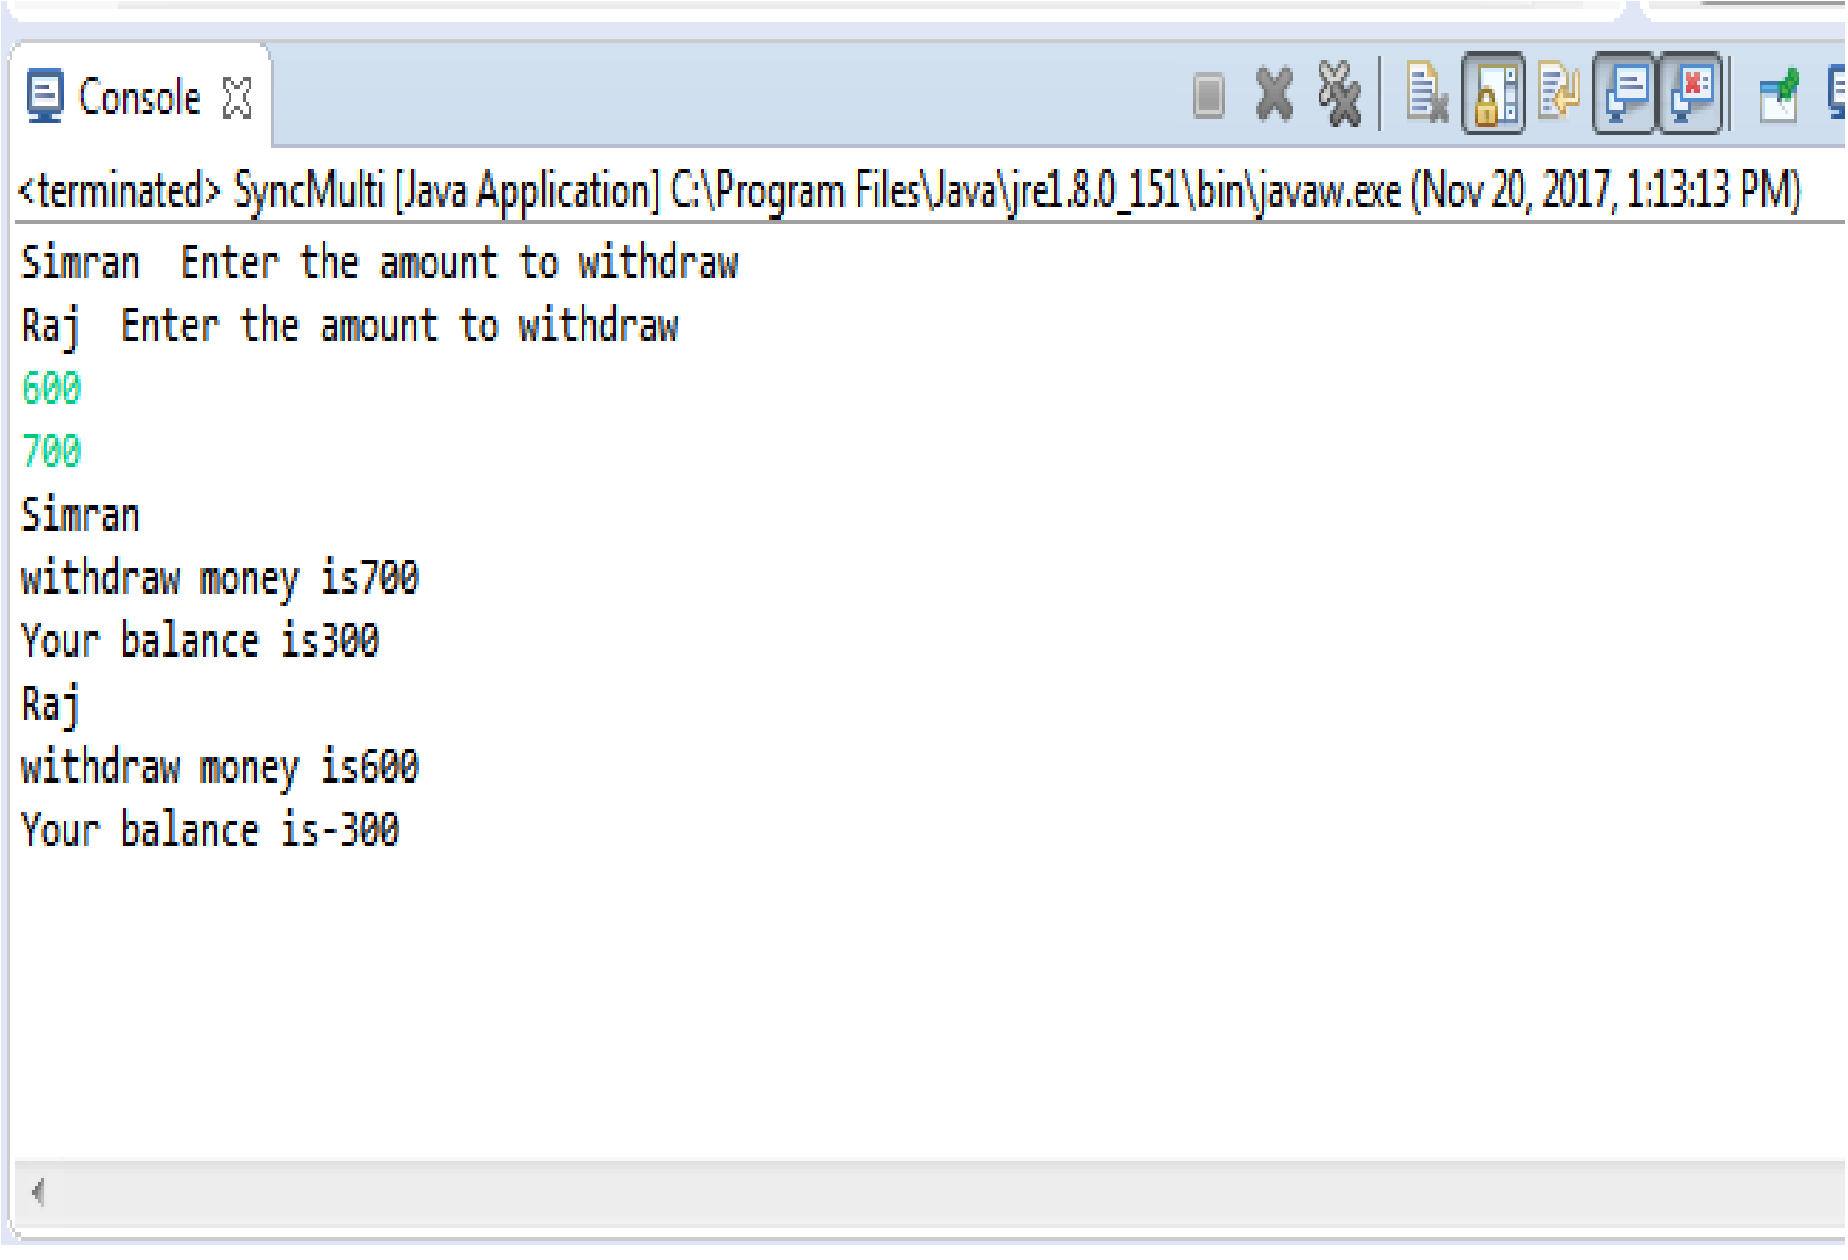 Console
<terminated> SyncMulti [Java Application] C:\Program Files\Java\jre1.8.0_151\bin\javaw.exe (Nov 20, 2017, 1:13:13 PM)
Simran  Enter the amount to withdraw
Raj  Enter the amount to withdraw
600
700
Simran
withdraw money is700
Your balance is300
Raj
withdraw money is600
Your balance is-300